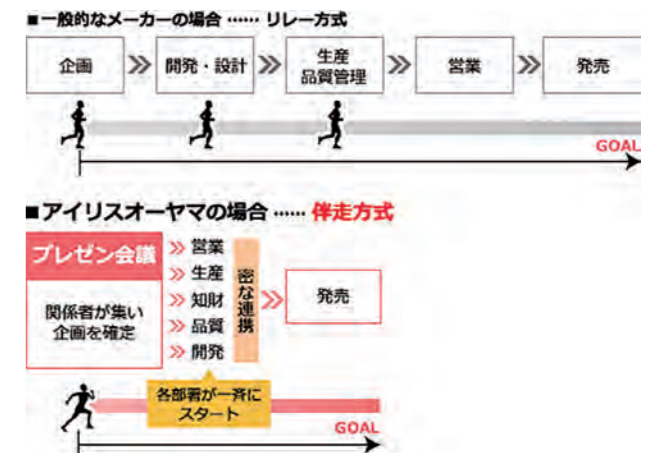 ■一般的なメーカーの場合 …… リレー方式
企画
開発・設計
生産
品質管理
営業
発売
GOAL
■アイリスオーヤマの場合 …… 伴走方式
プレゼン会議
関係者が集い
企画を確定
営業
生産
知財
品質
開発
密な連携
発売
各部署が一斉に
スタート
GOAL